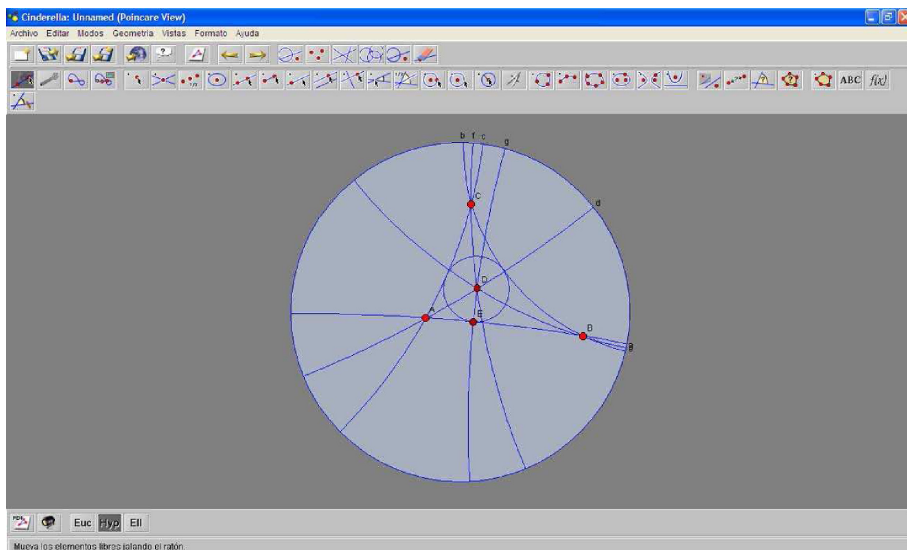 Cinderella: Unnamed (Poincare View)
Archivo Editar Modos Geometria Vistas Formato Ayuda
ABC f(x)
b f c g
d
C
D
A E B
Euc Hyp Ell
Mueva los elementos libres jalando el ratón.